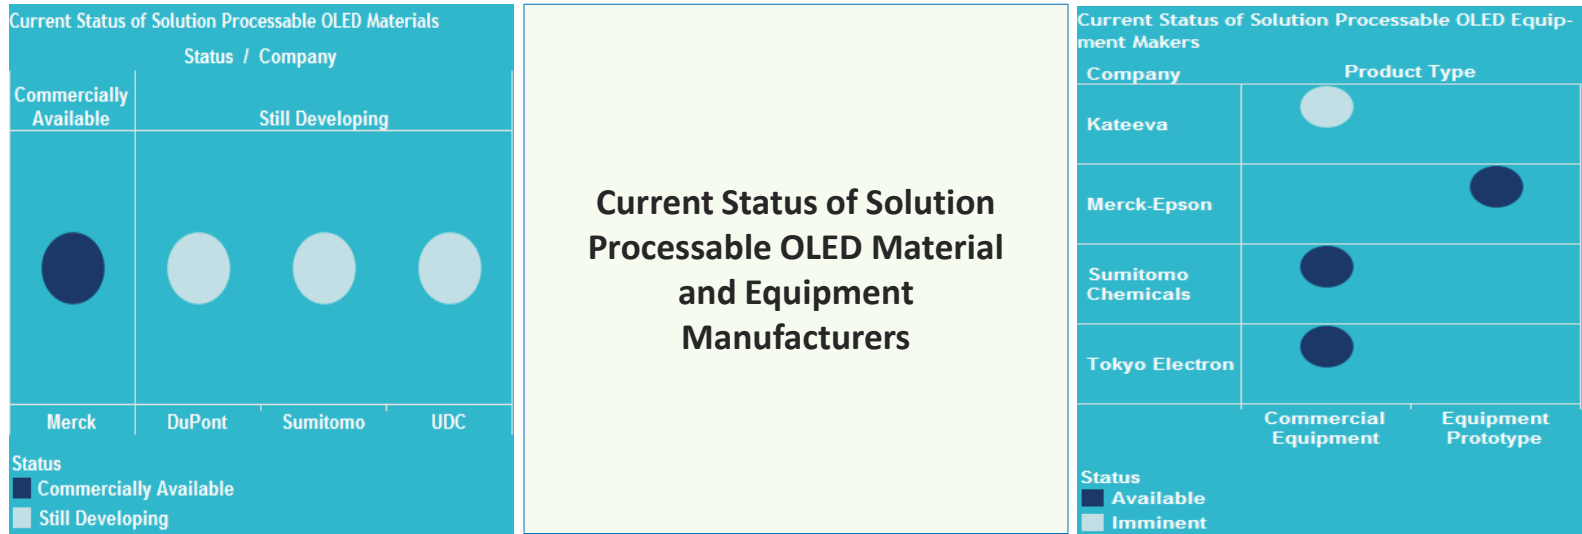 Current Status of Solution Processable OLED Materials
Status / Company
Commercially
Available
Still Developing
Merck
DuPont
Sumitomo
UDC
Status
Commercially Available
Still Developing
Current Status of Solution
Processable OLED Material
and Equipment
Manufacturers
Current Status of Solution Processable OLED Equip-
ment Makers
Company
Product Type
Kateeva
Merck-Epson
Sumitomo
Chemicals
Tokyo Electron
Commercial
Equipment
Equipment
Prototype
Status
Available
Imminent